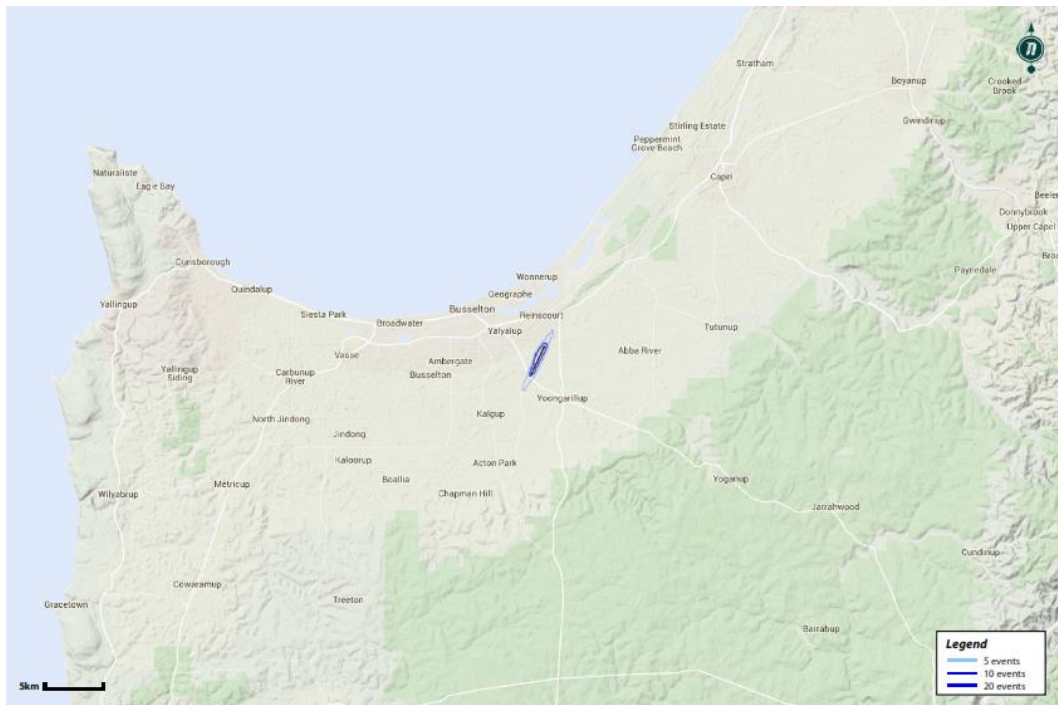 Stratham
Boyanup
Crooked
Brook
Gwindinup
Stirling Estate
Peppermint
Grove Beach
Capel
Naturaliste
Eagle Bay
Donnybrook
Upper Capel
Paynedale
Dunsborough
Quindalup
Yallingup
Wonnerup
Geographe
Siesta Park
Busselton
Reinscourt
Broadwater
Yalyalup
Tutunup
Vasse
Ambergate
Abba River
Yallingup
Siding
Carbunup
River
Busselton
Yoongarillup
North Jindong
Kalgup
Jindong
Kaloorup
Acton Park
Metricup
Boallia
Yoganup
Wilyabrup
Chapman Hill
Jarrahwood
Cundinup
Cowaramup
Treeton
Gracetown
Barrabup
Legend
5 events
10 events
20 events
5km